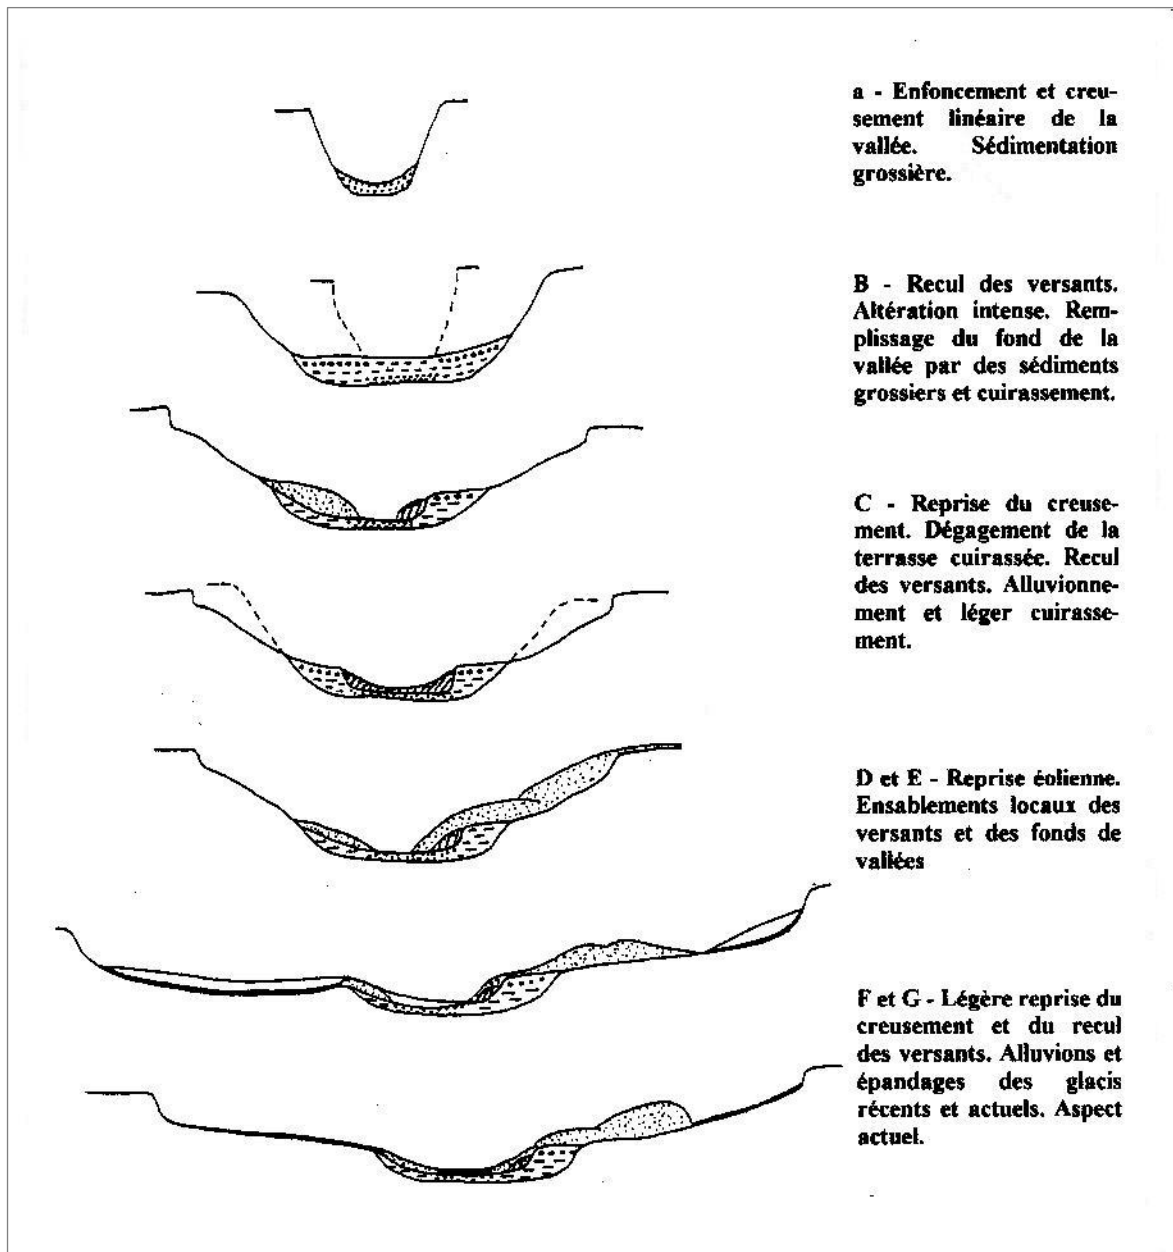 a - Enfoncement et creu-
sement linéaire de la
vallée. Sédimentation
grossière.
B - Recul des versants.
Altération intense. Rem-
plissage du fond de la
vallée par des sédiments
grossiers et cuirassement.
C - Reprise du creuse-
ment. Dégagement de la
terrasse cuirassée. Recul
des versants. Alluvionne-
ment et léger cuirasse-
ment.
D et E - Reprise éolienne.
Ensablements locaux des
versants et des fonds de
vallées
F et G - Légère reprise du
creusement et du recul
des versants. Alluvions et
épandages des glacis
récents et actuels. Aspect
actuel.